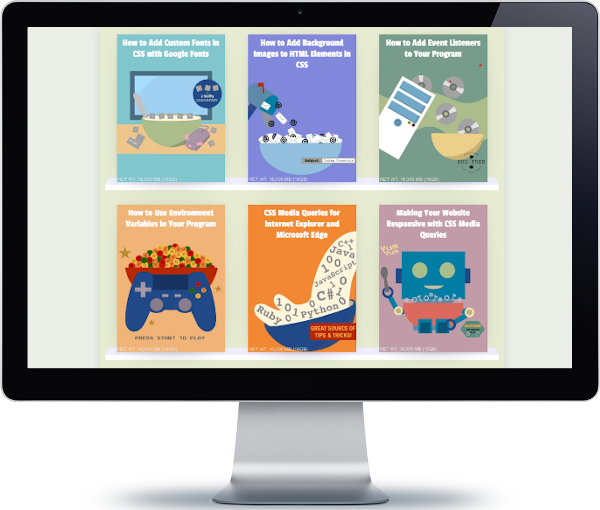 How to Add Custom Fonts in
CSS with Google Fonts
NET WT. 16,000 MB (16GB)
How to Add Background
Images to HTML Elements in
CSS
NET WT. 16,000 MB (16GB)
How to Add Event Listeners
to Your Program
NET WT. 16,000 MB (16GB)
How to Use Environment
Variables in Your Program
PRESS START TO PLAY
NET WT. 16,000 MB (16GB)
CSS Media Queries for
Internet Explorer and
Microsoft Edge
C++
Java
100
JavaScript
C#
Ruby
Python
GREAT SOURCE OF
TIPS & TRICKS!
NET WT. 16,000 MB (16GB)
Making Your Website
Responsive with CSS Media
Queries
YUM
YUM
NET WT. 16,000 MB (16GB)